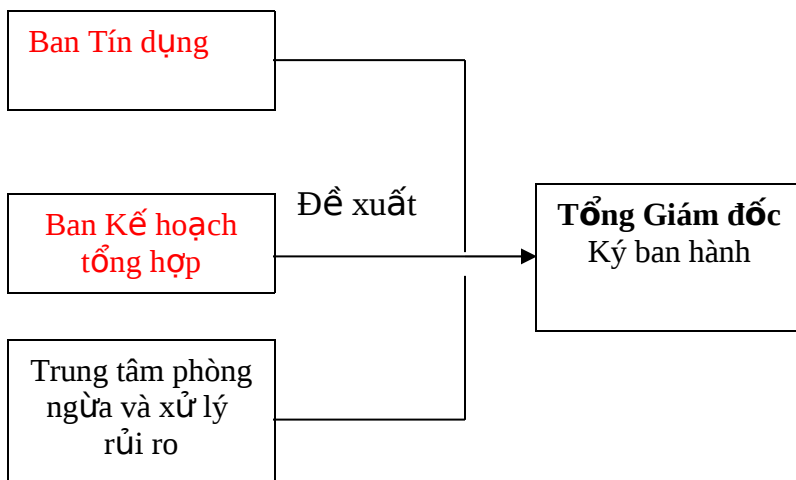 Ban Tín dụng
Ban Kế hoạch
tổng hợp
Đề xuất
Tổng Giám đốc
Ký ban hành
Trung tâm phòng
ngừa và xử lý
rủi ro